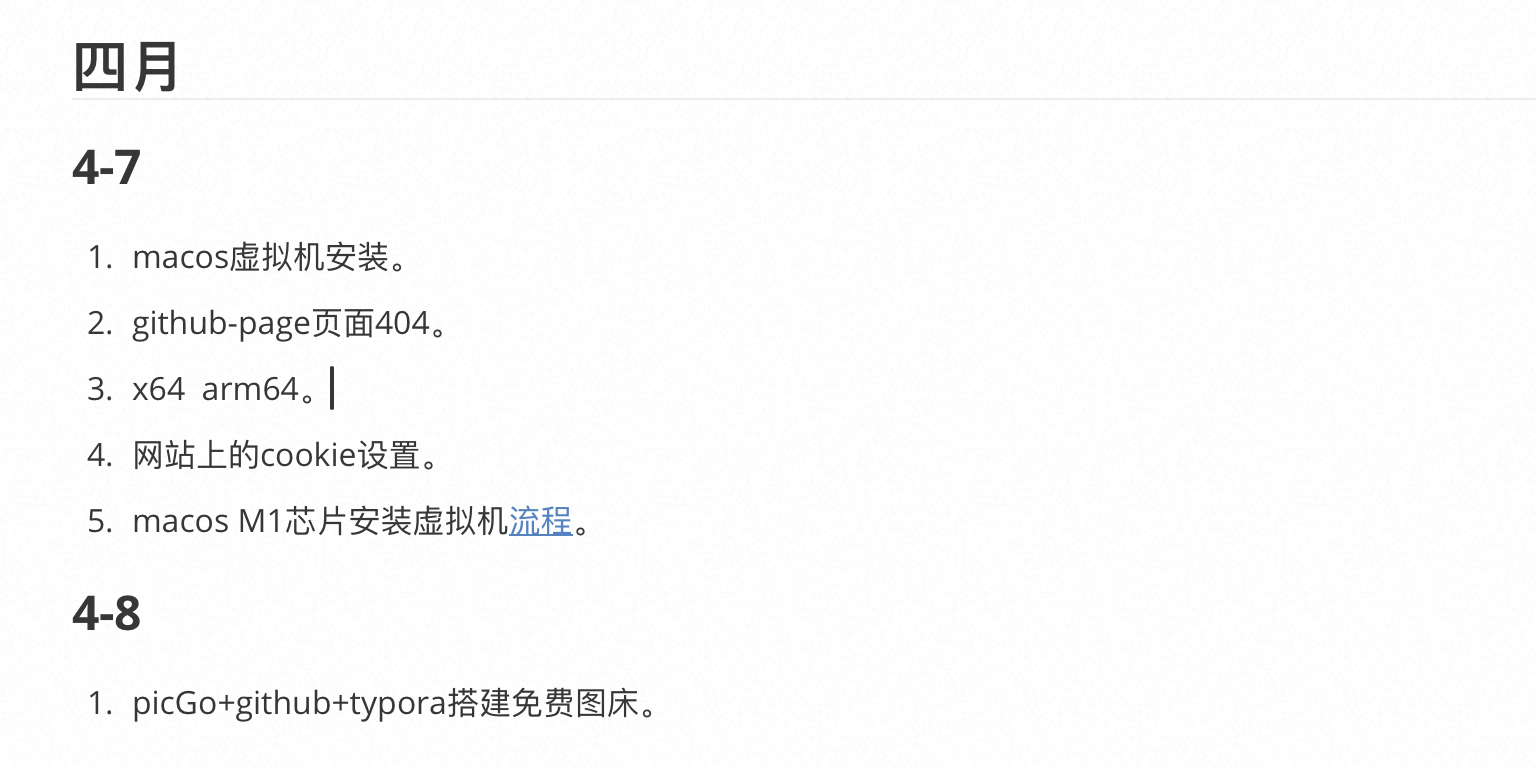 四月
4-7
1. macos虚拟机安装。
2. github-page页面404。
3. x64  arm64。
4. 网站上的cookie设置。
5. macos M1芯片安装虚拟机流程。
4-8
1. picGo+github+typora搭建免费图床。